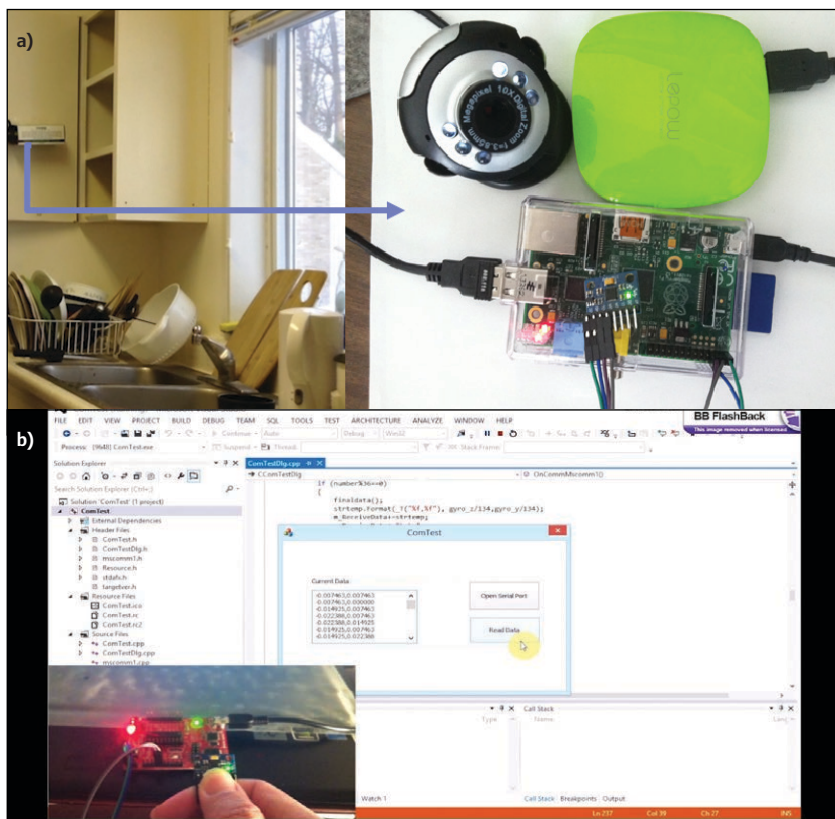 a)
Megapixel 10X Digital Zoom f=3.85mm
Lepow
b)
BB FlashBack
This image removed when licensed
FILE EDIT VIEW PROJECT BUILD DEBUG TEAM SQL TOOLS TEST ARCHITECTURE ANALYZE WINDOW HELP
Continue Auto Debug Win32
Process: [9648] ComTest.exe Suspend Thread: Stack Frame:
Solution Explorer
ComTestDlg.cpp
CComTestDlg
OnCommMscomm1()
Search Solution Explorer (Ctrl+;)
Solution 'ComTest' (1 project)
ComTest
External Dependencies
Header Files
ComTest.h
ComTestDlg.h
mscomm1.h
Resource.h
stdafx.h
targetver.h
Resource Files
ComTest.ico
ComTest.rc
ComTest.rc2
Source Files
ComTest.cpp
ComTestDlg.cpp
mscomm1.cpp
if (number%36==0)
{
finaldata();
strtemp.Format(_T("%f,%f"), gyro_z/134,gyro_y/134);
m_ReceiveData+=strtemp;
ComTest
Current Data:
-0.007463,0.007463
-0.007463,0.000000
-0.014925,0.007463
-0.022388,0.007463
-0.022388,0.014925
-0.014925,0.007463
-0.014925,0.022388
Open Serial Port
Read Data
Type
Call Stack
Name
Lang
Watch 1
Call Stack Breakpoints Output
Ln 237 Col 39 Ch 27 INS